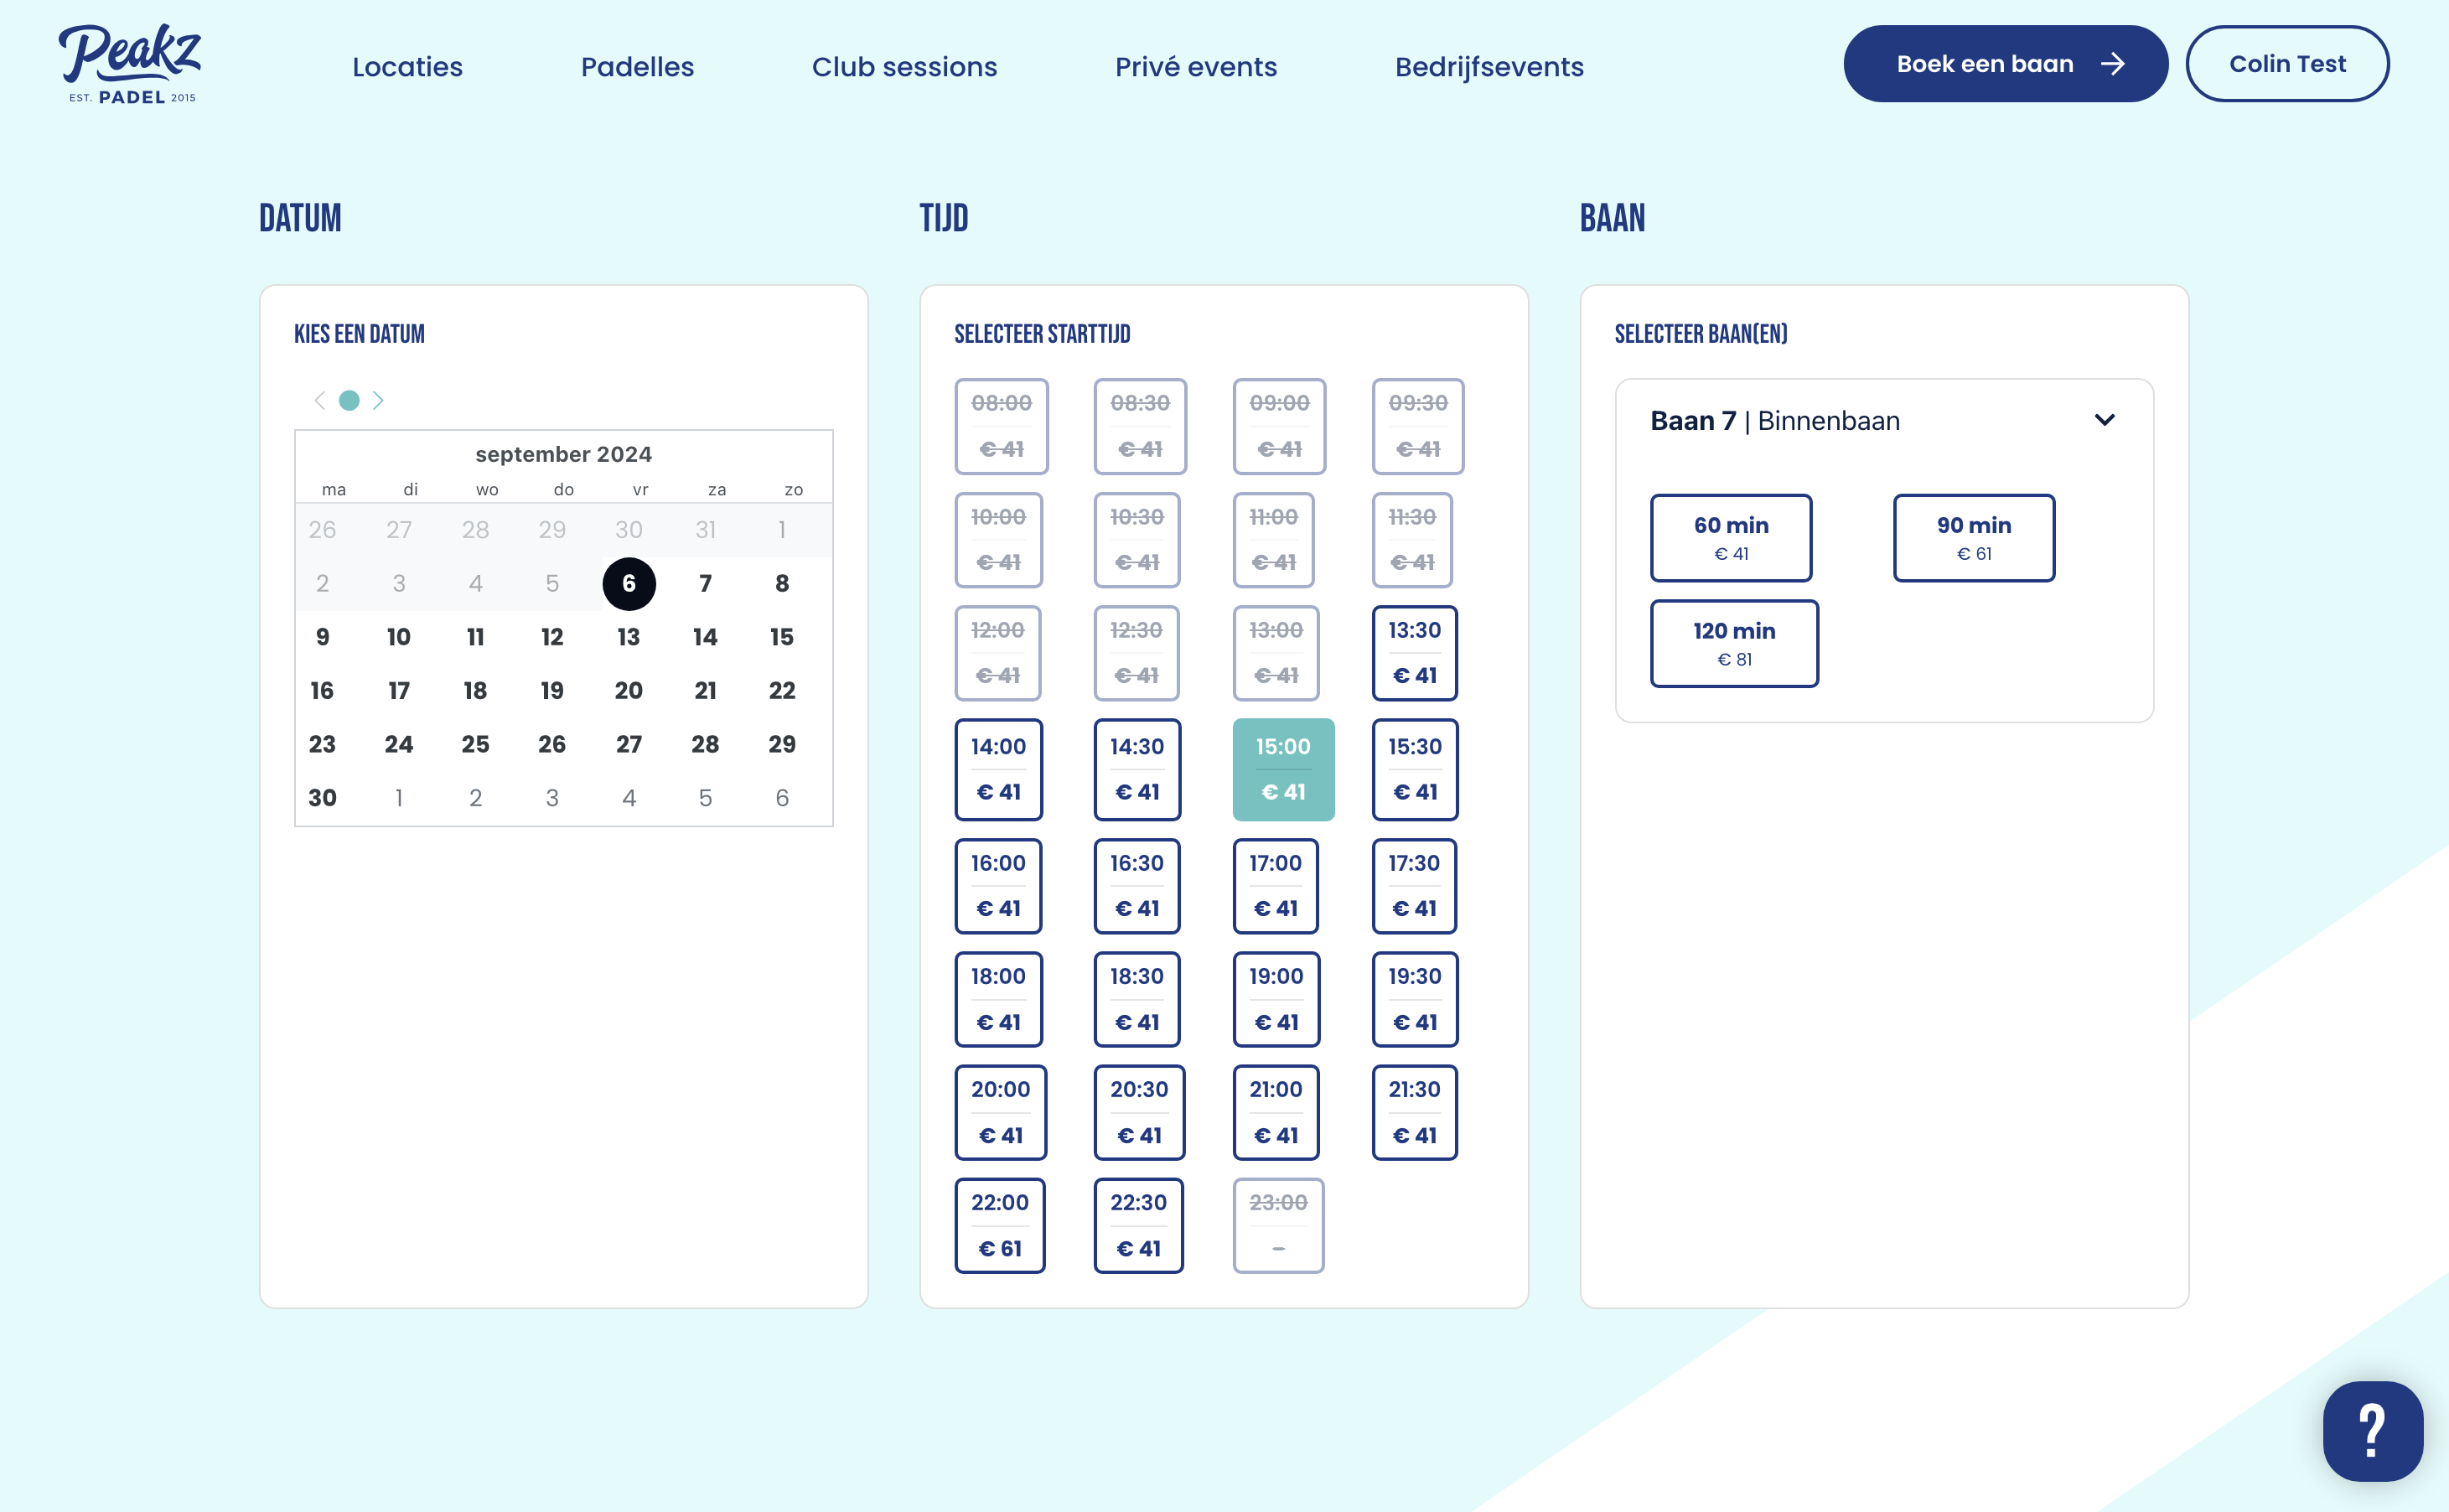 Peakz
EST. PADEL 2015
Locaties
Padelles
Club sessions
Privé events
Bedrijfsevents
Boek een baan
Colin Test
DATUM
KIES EEN DATUM
september 2024
ma di wo do vr za zo
26 27 28 29 30 31 1
2 3 4 5 6 7 8
9 10 11 12 13 14 15
16 17 18 19 20 21 22
23 24 25 26 27 28 29
30 1 2 3 4 5 6
TIJD
SELECTEER STARTTIJD
08:00 08:30 09:00 09:30
€ 41 € 41 € 41 € 41
10:00 10:30 11:00 11:30
€ 41 € 41 € 41 € 41
12:00 12:30 13:00 13:30
€ 41 € 41 € 41 € 41
14:00 14:30 15:00 15:30
€ 41 € 41 € 41 € 41
16:00 16:30 17:00 17:30
€ 41 € 41 € 41 € 41
18:00 18:30 19:00 19:30
€ 41 € 41 € 41 € 41
20:00 20:30 21:00 21:30
€ 41 € 41 € 41 € 41
22:00 22:30 23:00
€ 61 € 41 –
BAAN
SELECTEER BAAN(EN)
Baan 7 | Binnenbaan
60 min 90 min
€ 41 € 61
120 min
€ 81
?